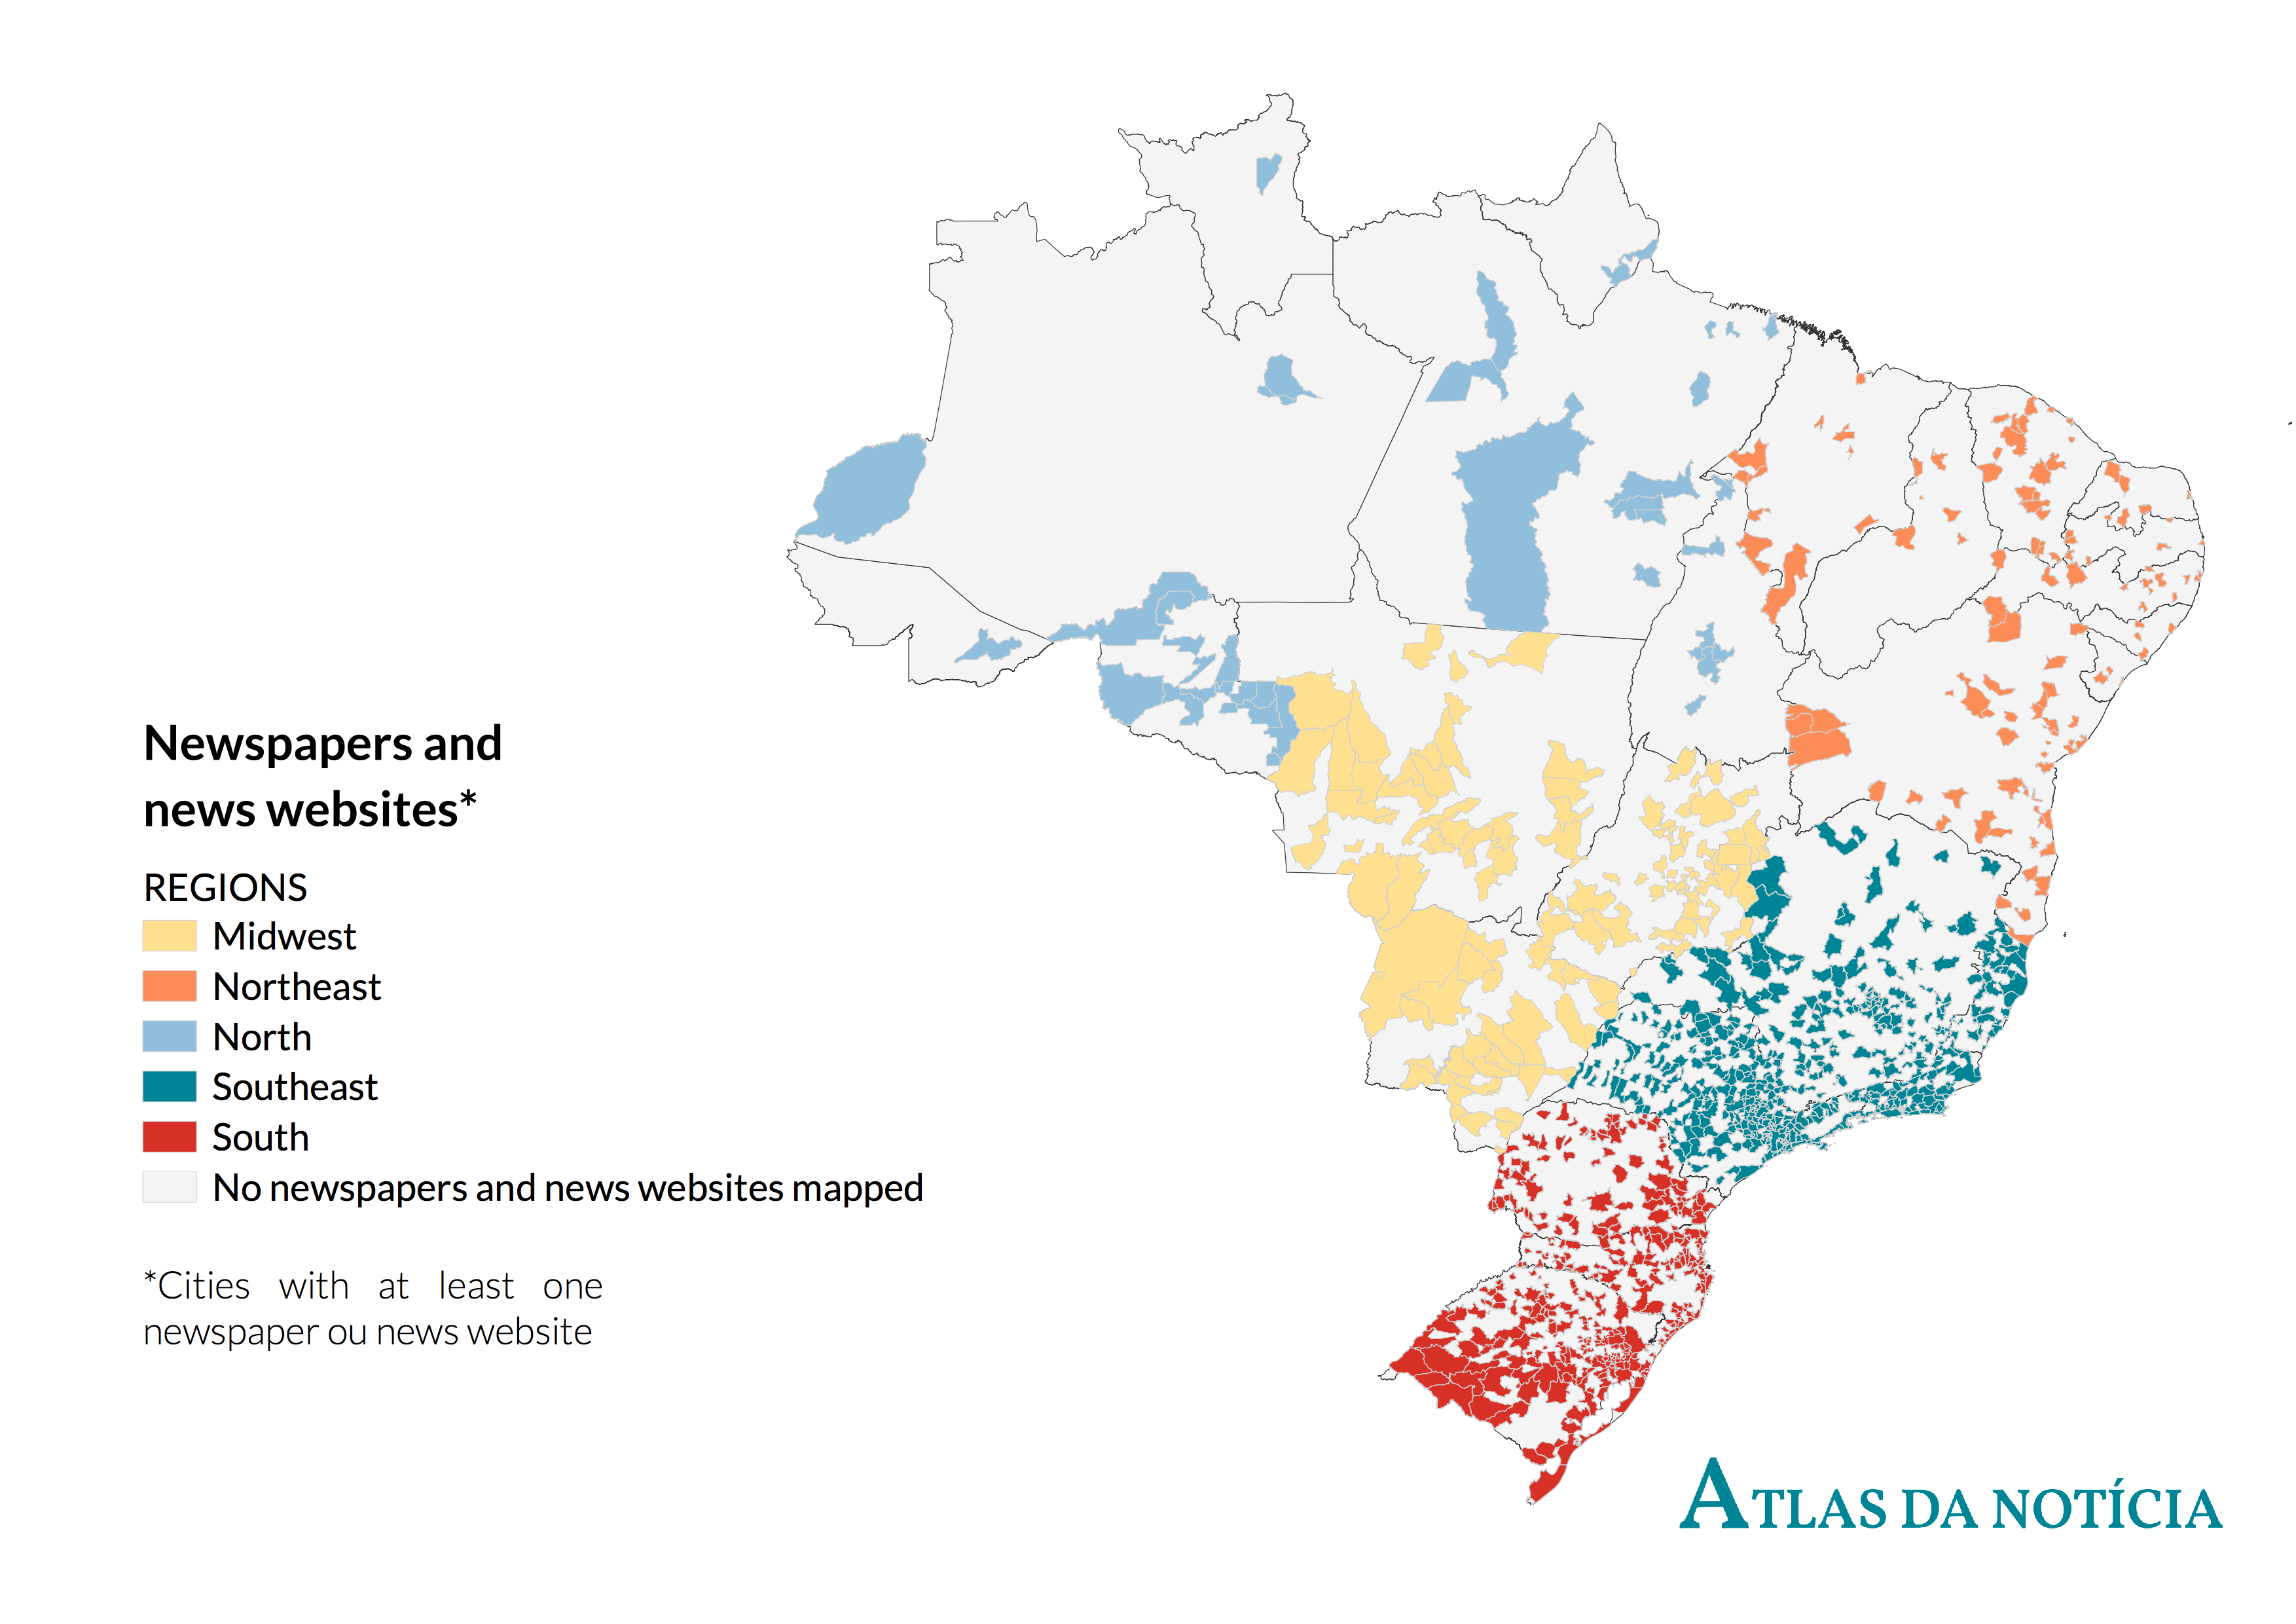 Newspapers and
news websites*
REGIONS
Midwest
Northeast
North
Southeast
South
No newspapers and news websites mapped
*Cities with at least one
newspaper ou news website
ATLAS DA NOTÍCIA